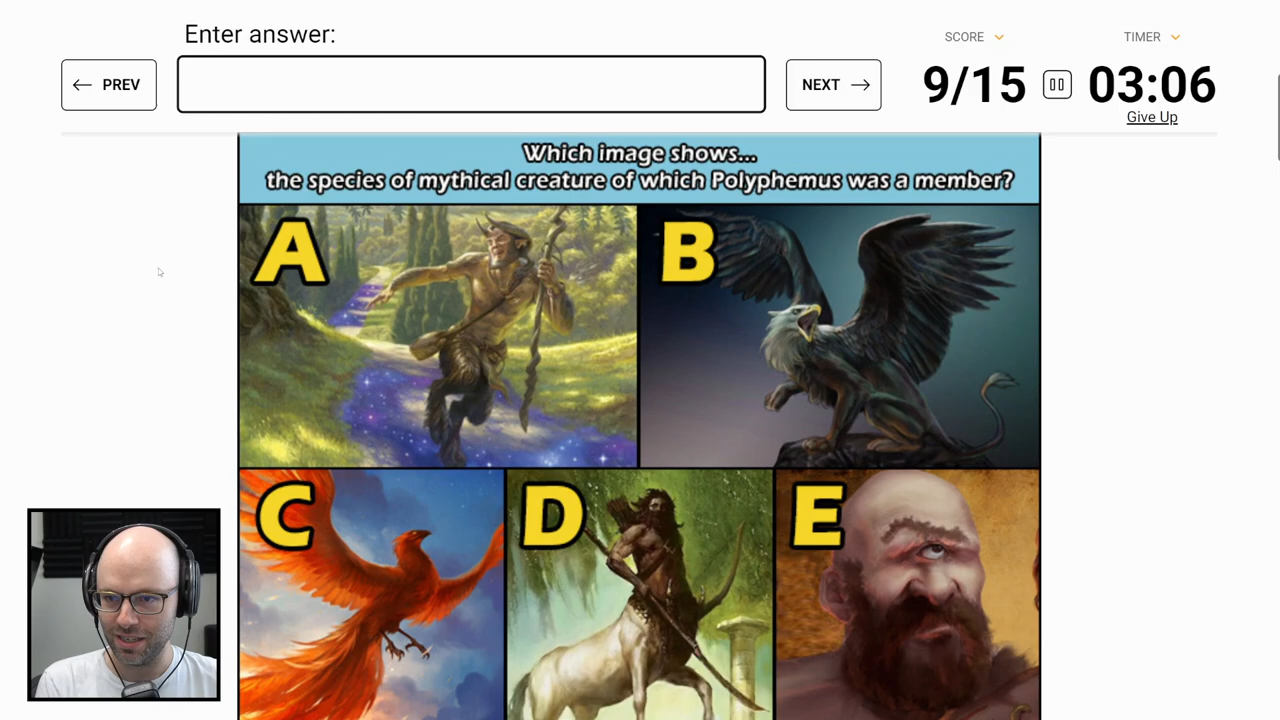 Enter answer:
PREV
NEXT
SCORE
9/15
TIMER
03:06
Give Up
Which image shows...
the species of mythical creature of which Polyphemus was a member?
A
B
C
D
E